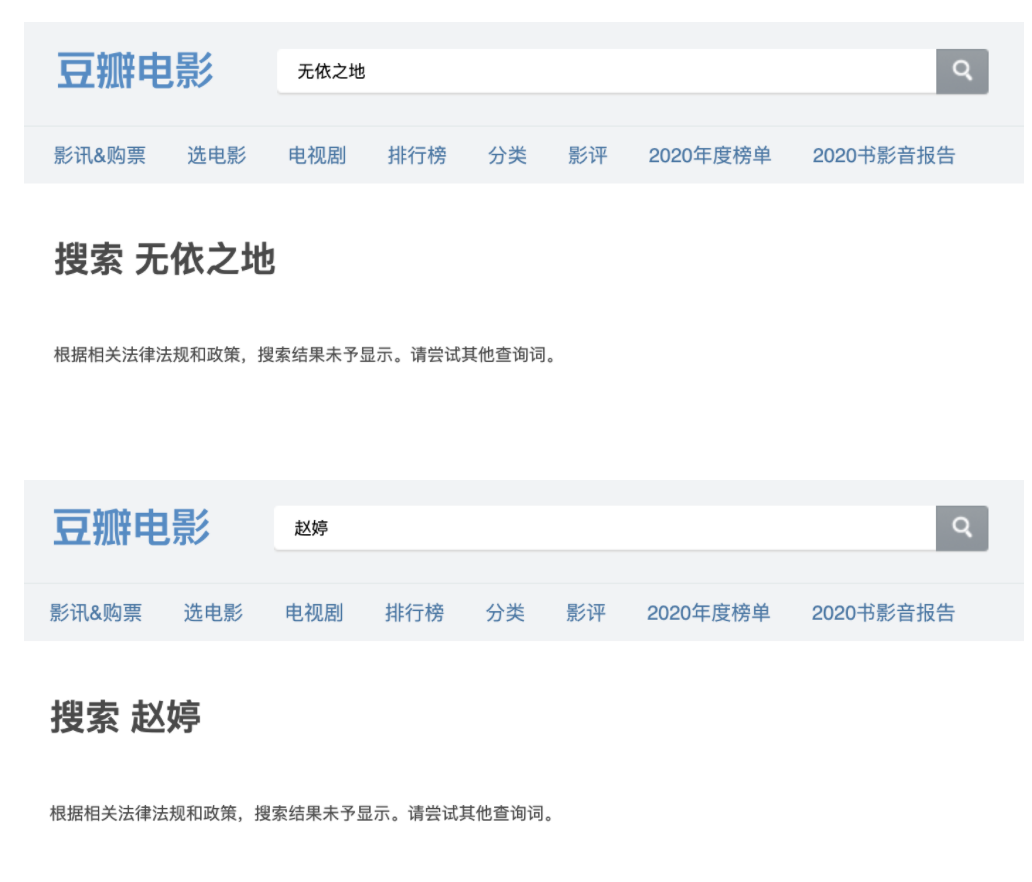 豆瓣电影
无依之地
影讯&购票 选电影 电视剧 排行榜 分类 影评 2020年度榜单 2020书影音报告
搜索 无依之地
根据相关法律法规和政策，搜索结果未予显示。请尝试其他查询词。
豆瓣电影
赵婷
影讯&购票 选电影 电视剧 排行榜 分类 影评 2020年度榜单 2020书影音报告
搜索 赵婷
根据相关法律法规和政策，搜索结果未予显示。请尝试其他查询词。